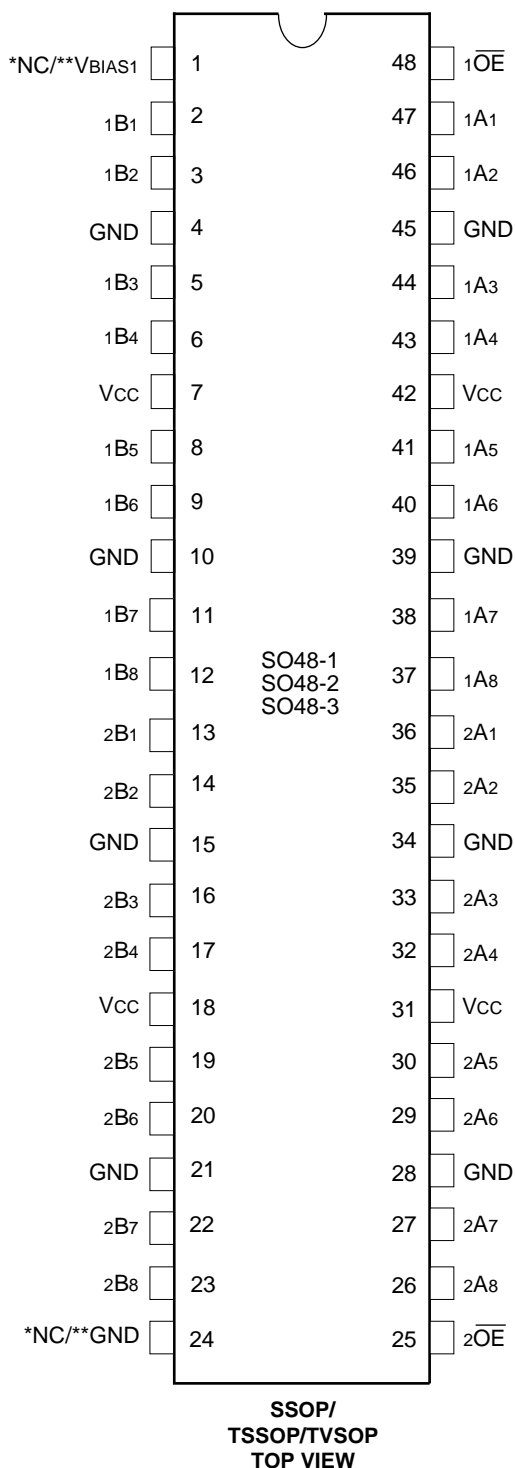 *NC/**VBIAS1 1 48 1OE
1B1 2 47 1A1
1B2 3 46 1A2
GND 4 45 GND
1B3 5 44 1A3
1B4 6 43 1A4
VCC 7 42 VCC
1B5 8 41 1A5
1B6 9 40 1A6
GND 10 39 GND
1B7 11 38 1A7
1B8 12 37 1A8
SO48-1
SO48-2
SO48-3
2B1 13 36 2A1
2B2 14 35 2A2
GND 15 34 GND
2B3 16 33 2A3
2B4 17 32 2A4
VCC 18 31 VCC
2B5 19 30 2A5
2B6 20 29 2A6
GND 21 28 GND
2B7 22 27 2A7
2B8 23 26 2A8
*NC/**GND 24 25 2OE
SSOP/
TSSOP/TVSOP
TOP VIEW